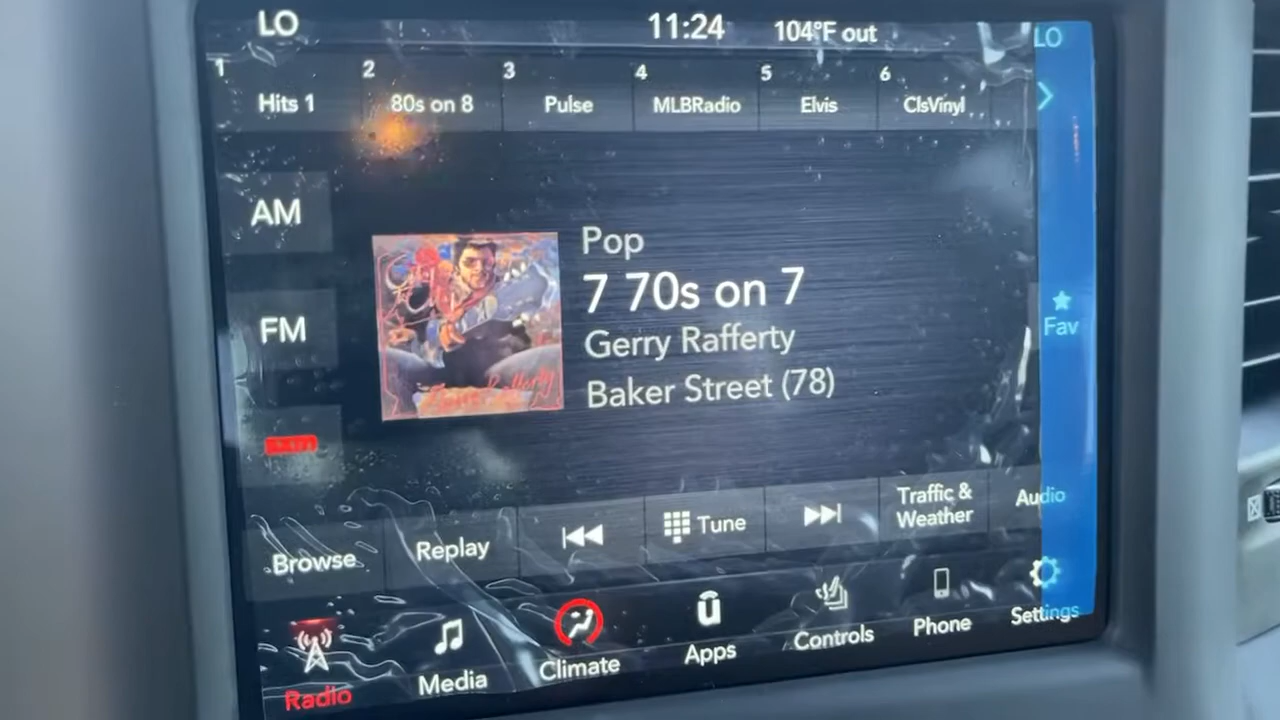 LO 11:24 104°F out LO
1 2 3 4 5 6
Hits 1 80s on 8 Pulse MLBRadio Elvis ClsVinyl
AM
Pop
7 70s on 7
FM
Gerry Rafferty
Baker Street (78)
Fav
Browse Replay Tune Traffic & Weather Audio
Radio Media Climate Apps Controls Phone Settings